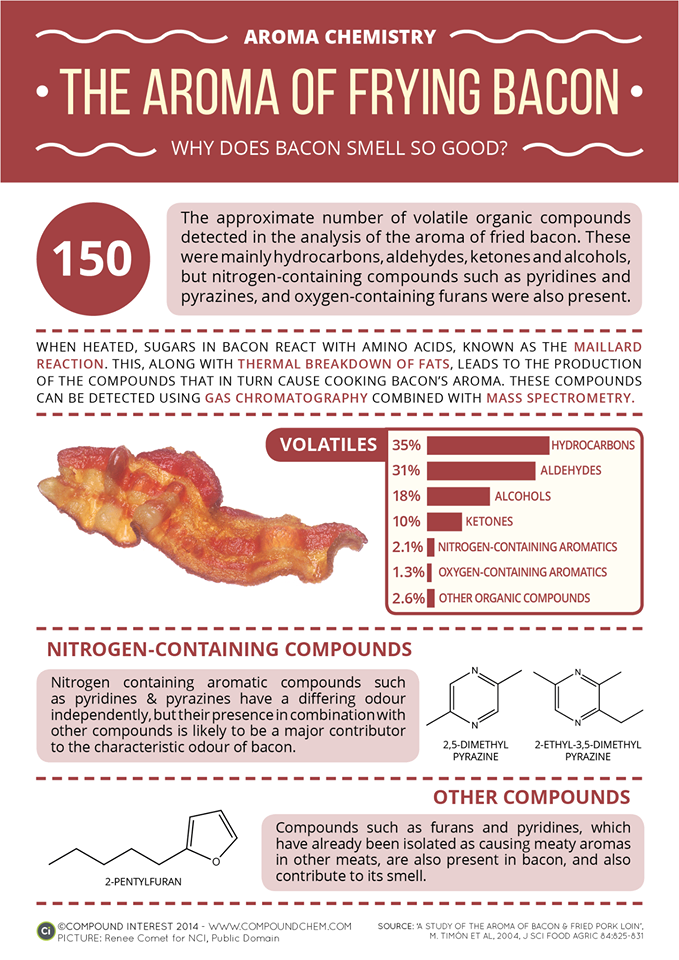 AROMA CHEMISTRY
• THE AROMA OF FRYING BACON •
WHY DOES BACON SMELL SO GOOD?
150
The approximate number of volatile organic compounds
detected in the analysis of the aroma of fried bacon. These
were mainly hydrocarbons, aldehydes, ketones and alcohols,
but nitrogen-containing compounds such as pyridines and
pyrazines, and oxygen-containing furans were also present.
WHEN HEATED, SUGARS IN BACON REACT WITH AMINO ACIDS, KNOWN AS THE MAILLARD
REACTION. THIS, ALONG WITH THERMAL BREAKDOWN OF FATS, LEADS TO THE PRODUCTION
OF THE COMPOUNDS THAT IN TURN CAUSE COOKING BACON'S AROMA. THESE COMPOUNDS
CAN BE DETECTED USING GAS CHROMATOGRAPHY COMBINED WITH MASS SPECTROMETRY.
VOLATILES
35% HYDROCARBONS
31% ALDEHYDES
18% ALCOHOLS
10% KETONES
2.1% NITROGEN-CONTAINING AROMATICS
1.3% OXYGEN-CONTAINING AROMATICS
2.6% OTHER ORGANIC COMPOUNDS
NITROGEN-CONTAINING COMPOUNDS
Nitrogen containing aromatic compounds such
as pyridines & pyrazines have a differing odour
independently, but their presence in combination with
other compounds is likely to be a major contributor
to the characteristic odour of bacon.
N
N
2,5-DIMETHYL
PYRAZINE
N
N
2-ETHYL-3,5-DIMETHYL
PYRAZINE
O
2-PENTYLFURAN
OTHER COMPOUNDS
Compounds such as furans and pyridines, which
have already been isolated as causing meaty aromas
in other meats, are also present in bacon, and also
contribute to its smell.
Ci
©COMPOUND INTEREST 2014 - WWW.COMPOUNDCHEM.COM
PICTURE: Renee Comet for NCI, Public Domain
SOURCE: "A STUDY OF THE AROMA OF BACON & FRIED PORK LOIN",
M. TIMÓN ET AL, 2004, J SCI FOOD AGRIC 84:825-831